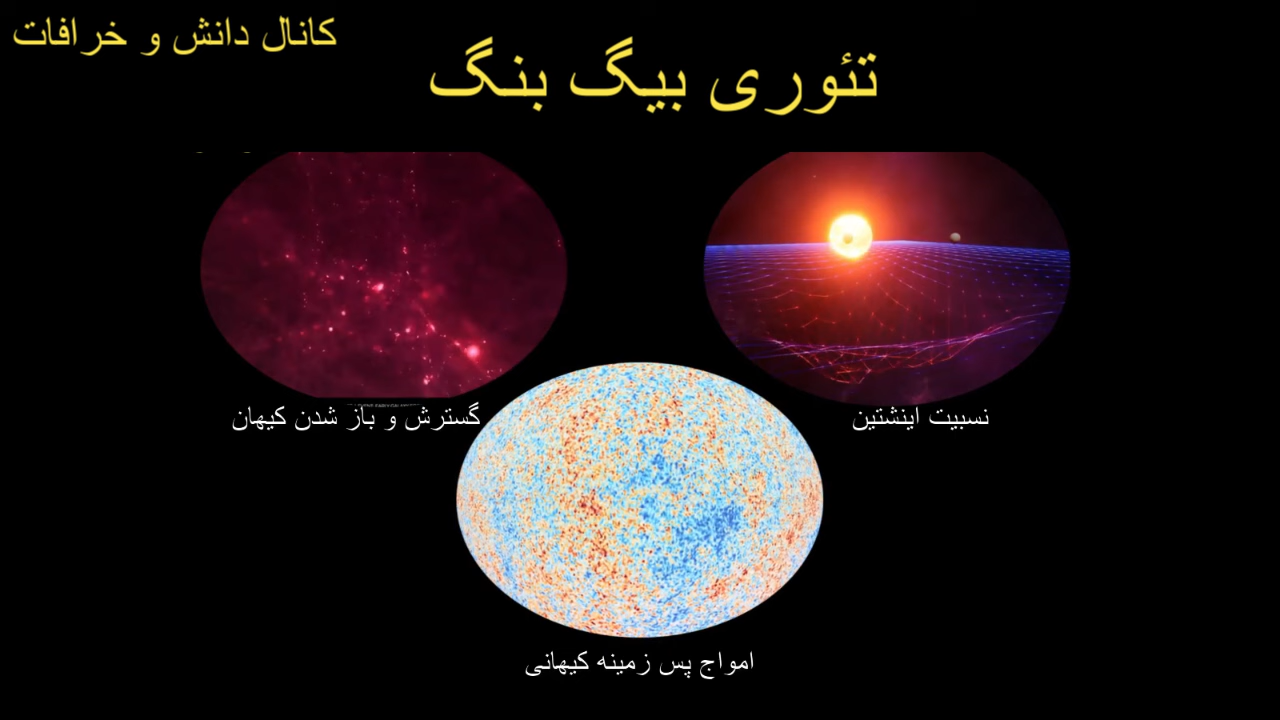 کانال دانش و خرافات
تئوری بیگ بنگ
نسبیت اینشتین
گسترش و باز شدن کیهان
امواج پس زمینه کیهانی